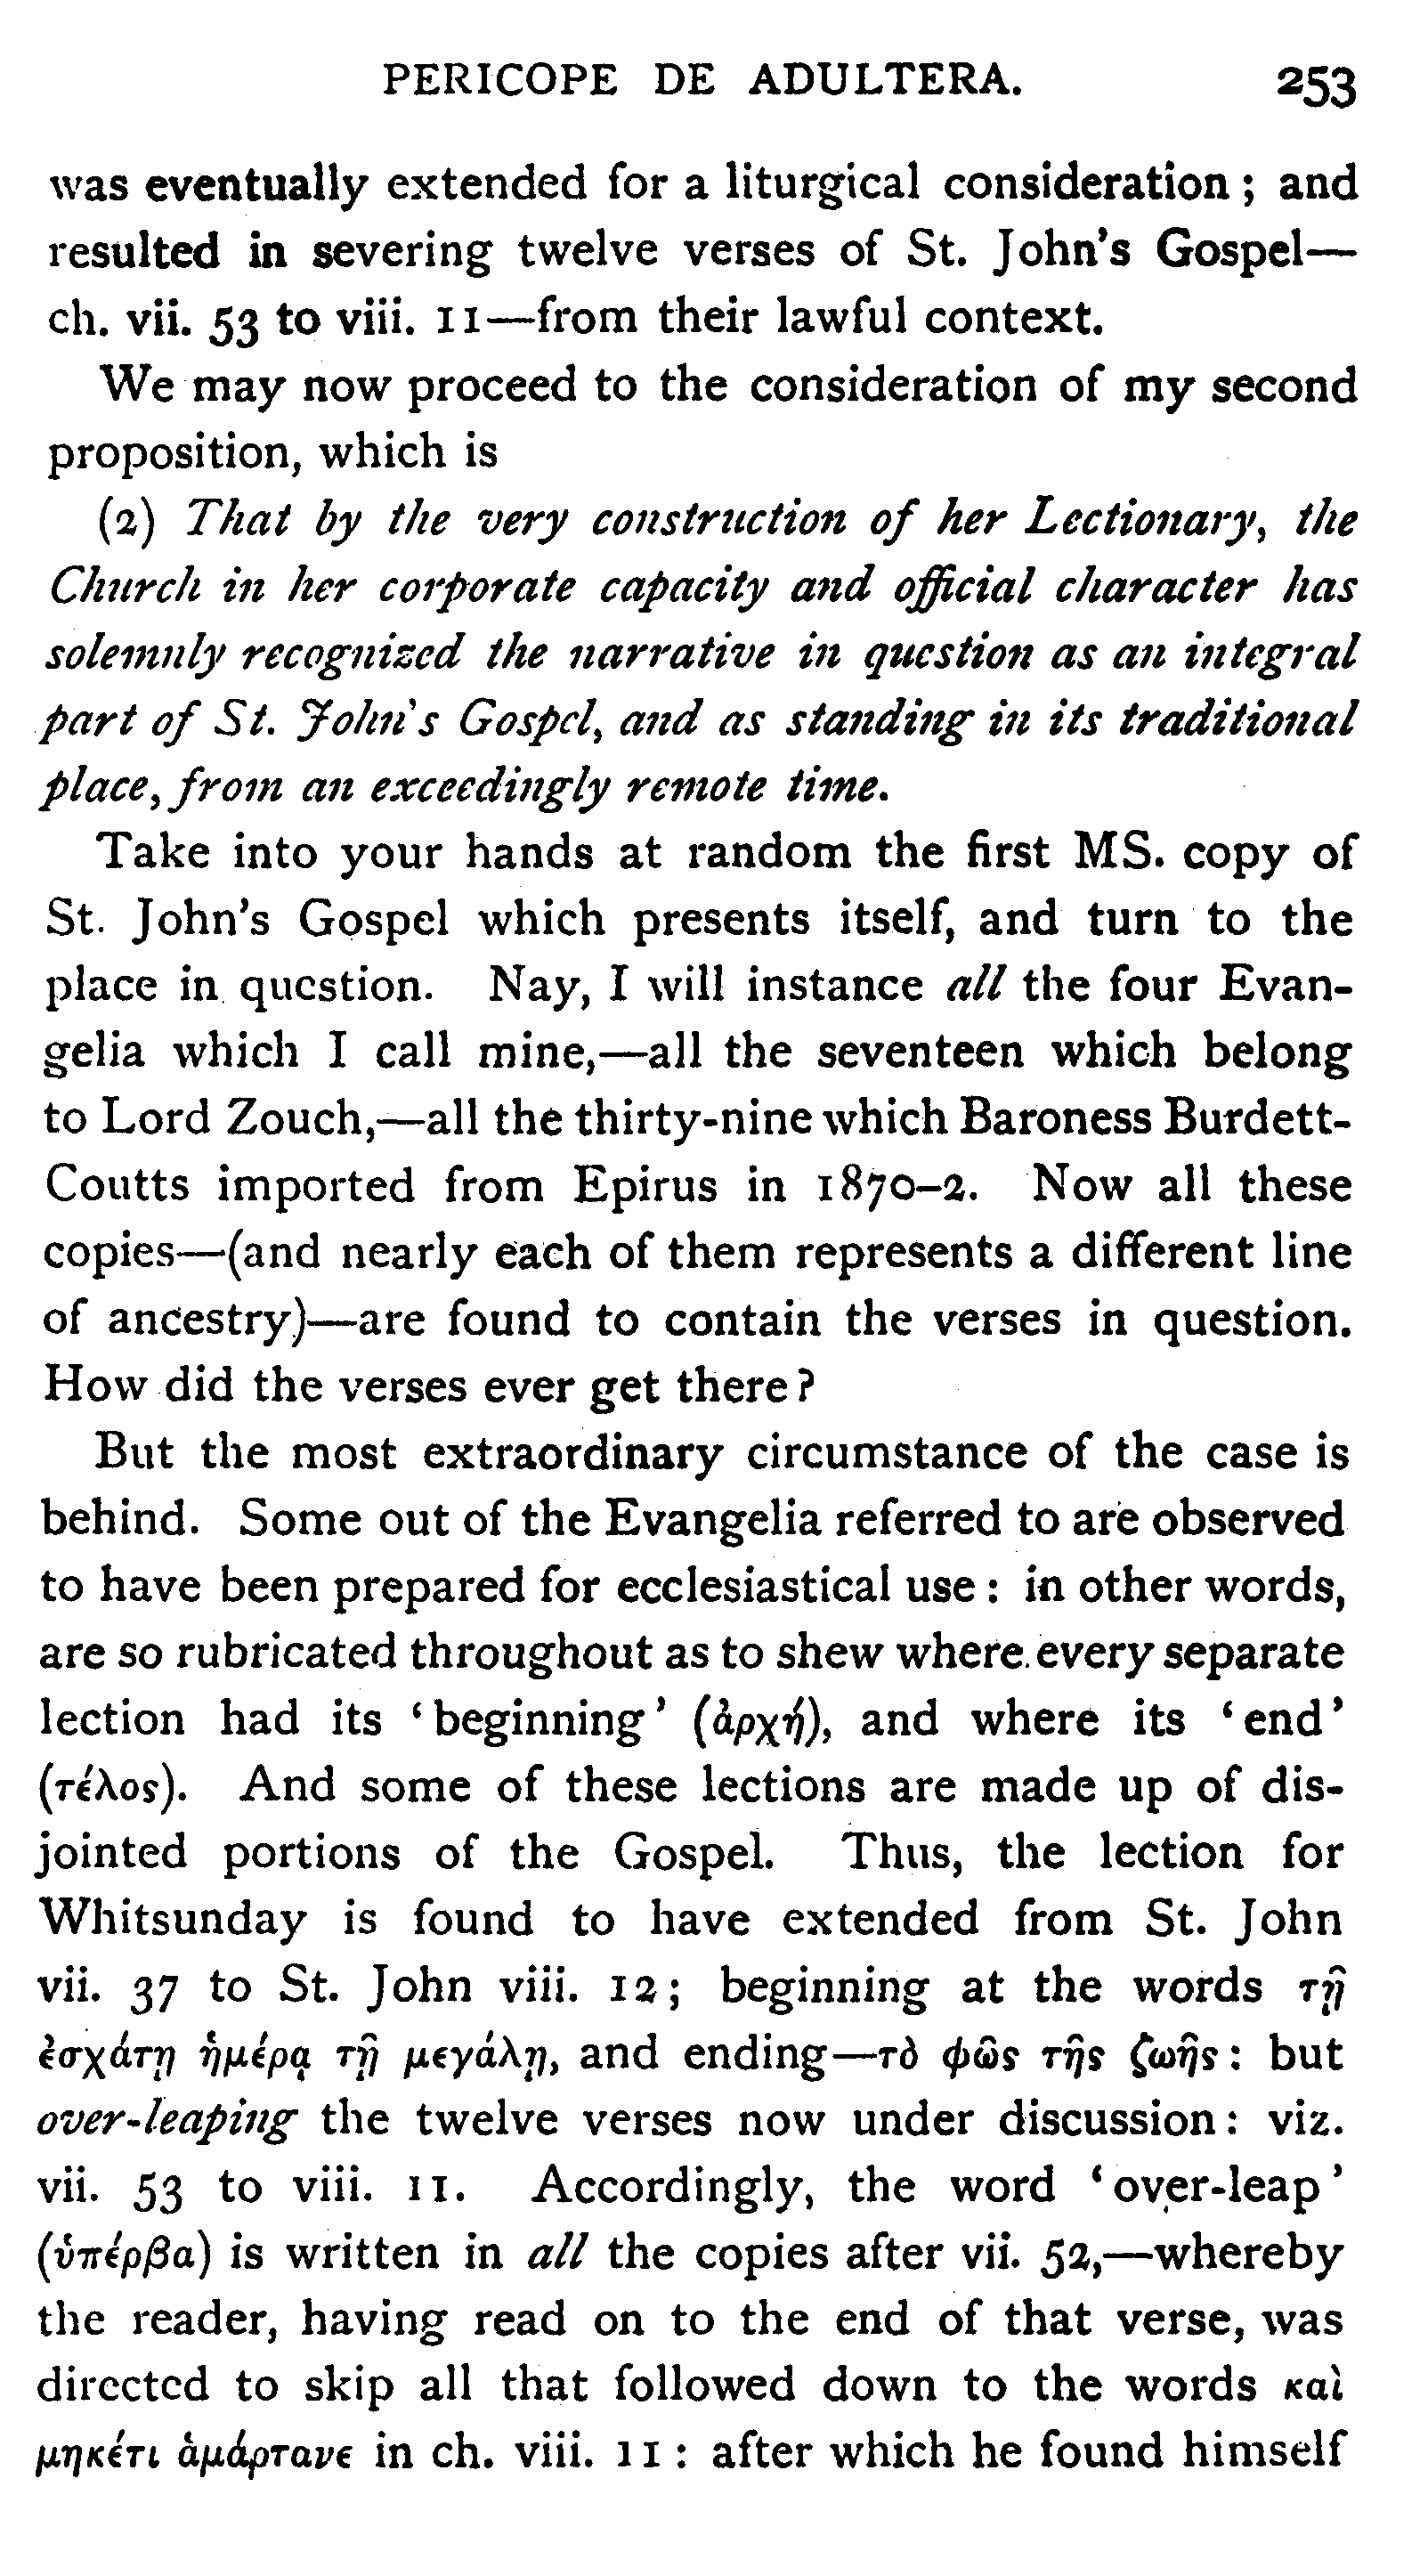 PERICOPE DE ADULTERA. 253
was eventually extended for a liturgical consideration ; and
resulted in severing twelve verses of St. John's Gospel—
ch. vii. 53 to viii. 11—from their lawful context.
We may now proceed to the consideration of my second
proposition, which is
(2) That by the very construction of her Lectionary, the
Church in her corporate capacity and official character has
solemnly recognized the narrative in question as an integral
part of St. John's Gospel, and as standing in its traditional
place, from an exceedingly remote time.
Take into your hands at random the first MS. copy of
St. John's Gospel which presents itself, and turn to the
place in question. Nay, I will instance all the four Evan-
gelia which I call mine,—all the seventeen which belong
to Lord Zouch,—all the thirty-nine which Baroness Burdett-
Coutts imported from Epirus in 1870–2. Now all these
copies—(and nearly each of them represents a different line
of ancestry)—are found to contain the verses in question.
How did the verses ever get there ?
But the most extraordinary circumstance of the case is
behind. Some out of the Evangelia referred to are observed
to have been prepared for ecclesiastical use : in other words,
are so rubricated throughout as to shew where every separate
lection had its ‘beginning’ (ἀρχή), and where its ‘end’
(τέλος). And some of these lections are made up of dis-
jointed portions of the Gospel. Thus, the lection for
Whitsunday is found to have extended from St. John
vii. 37 to St. John viii. 12 ; beginning at the words τῇ
ἐσχάτῃ ἡμέρᾳ τῇ μεγάλῃ, and ending—τὸ φῶς τῆς ζωῆς : but
over-leaping the twelve verses now under discussion : viz.
vii. 53 to viii. 11. Accordingly, the word ‘over-leap’
(ὑπέρβα) is written in all the copies after vii. 52,—whereby
the reader, having read on to the end of that verse, was
directed to skip all that followed down to the words καὶ
μηκέτι ἁμάρτανε in ch. viii. 11 : after which he found himself